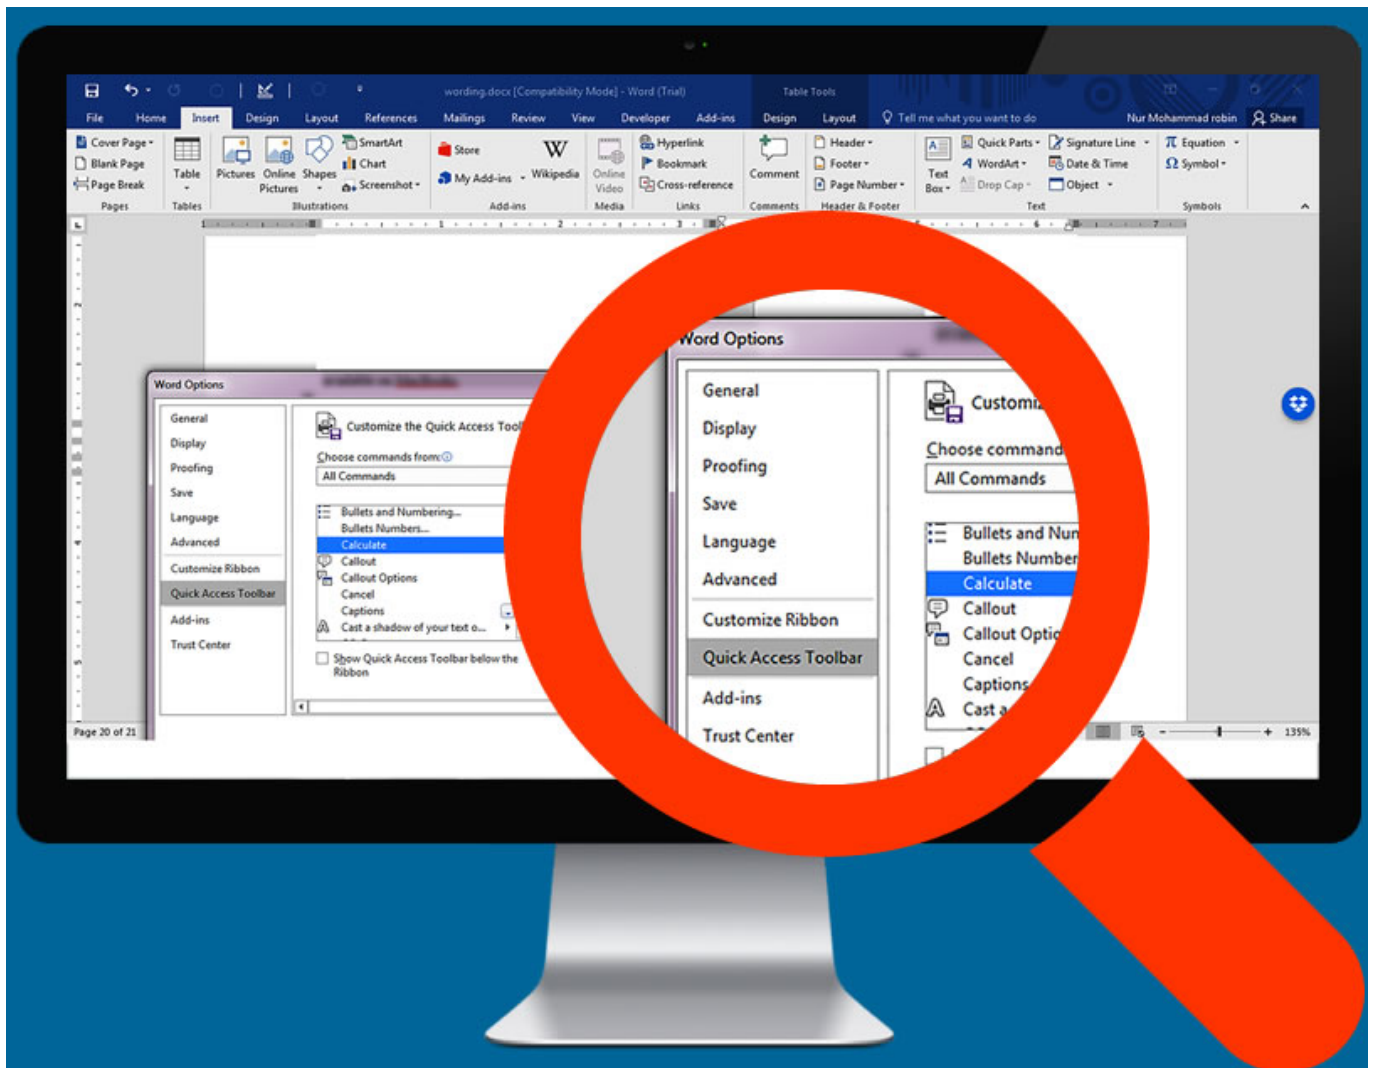 wording.docx [Compatibility Mode] - Word (Trial) Table Tools
File Home Insert Design Layout References Mailings Review View Developer Add-ins Design Layout Tell me what you want to do Nur Mohammad robin Share
Cover Page SmartArt Store Hyperlink Header Quick Parts Signature Line Equation
Blank Page Chart Bookmark Footer WordArt Date & Time Symbol
Page Break Screenshot My Add-ins Cross-reference Page Number Drop Cap Object
Table Pictures Online Pictures Shapes Wikipedia Online Video Comment Text Box
Pages Tables Illustrations Add-ins Media Links Comments Header & Footer Text Symbols
Word Options
General
Display
Proofing
Save
Language
Advanced
Customize Ribbon
Quick Access Toolbar
Add-ins
Trust Center
Customize the Quick Access
Choose commands from:
All Commands
Bullets and Numbering...
Bullets Numbers...
Calculate
Callout
Callout Options
Cancel
Captions
Cast a shadow of your text o...
Show Quick Access Toolbar below the
Ribbon
Word Options
General
Display
Proofing
Save
Language
Advanced
Customize Ribbon
Quick Access Toolbar
Add-ins
Trust Center
Customiz
Choose command
All Commands
Bullets and Num
Bullets Number
Calculate
Callout
Callout Optio
Cancel
Captions
Cast a
Page 20 of 21 135%